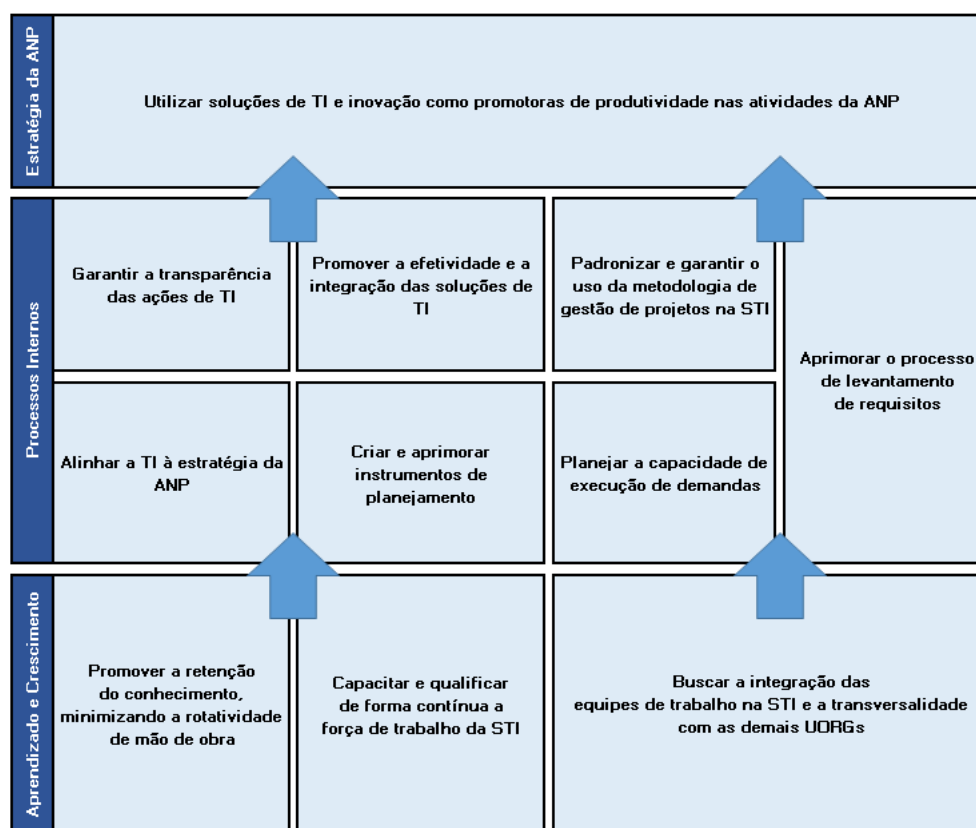 Estratégia da ANP
Utilizar soluções de TI e inovação como promotoras de produtividade nas atividades da ANP
Processos Internos
Garantir a transparência
das ações de TI
Promover a efetividade e a
integração das soluções de
TI
Padronizar e garantir o
uso da metodologia de
gestão de projetos na STI
Aprimorar o processo
de levantamento
de requisitos
Alinhar a TI à estratégia da
ANP
Criar e aprimorar
instrumentos de
planejamento
Planejar a capacidade de
execução de demandas
Aprendizado e Crescimento
Promover a retenção
do conhecimento,
minimizando a rotatividade
de mão de obra
Capacitar e qualificar
de forma contínua a
força de trabalho da STI
Buscar a integração das
equipes de trabalho na STI e a transversalidade
com as demais UORGs